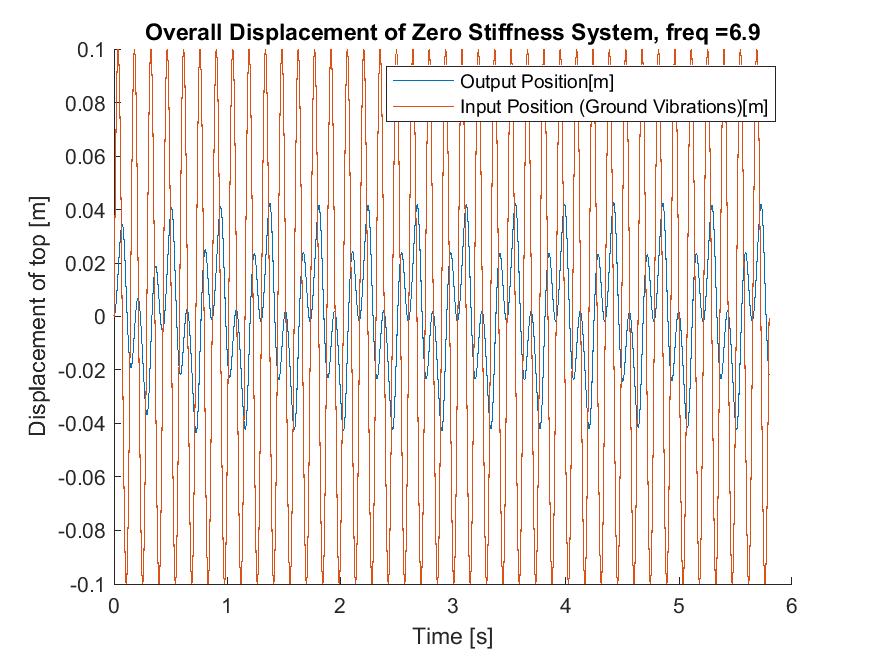 Overall Displacement of Zero Stiffness System, freq =6.9
Output Position[m]
Input Position (Ground Vibrations)[m]
Displacement of top [m]
0.1
0.08
0.06
0.04
0.02
0
-0.02
-0.04
-0.06
-0.08
-0.1
0 1 2 3 4 5 6
Time [s]